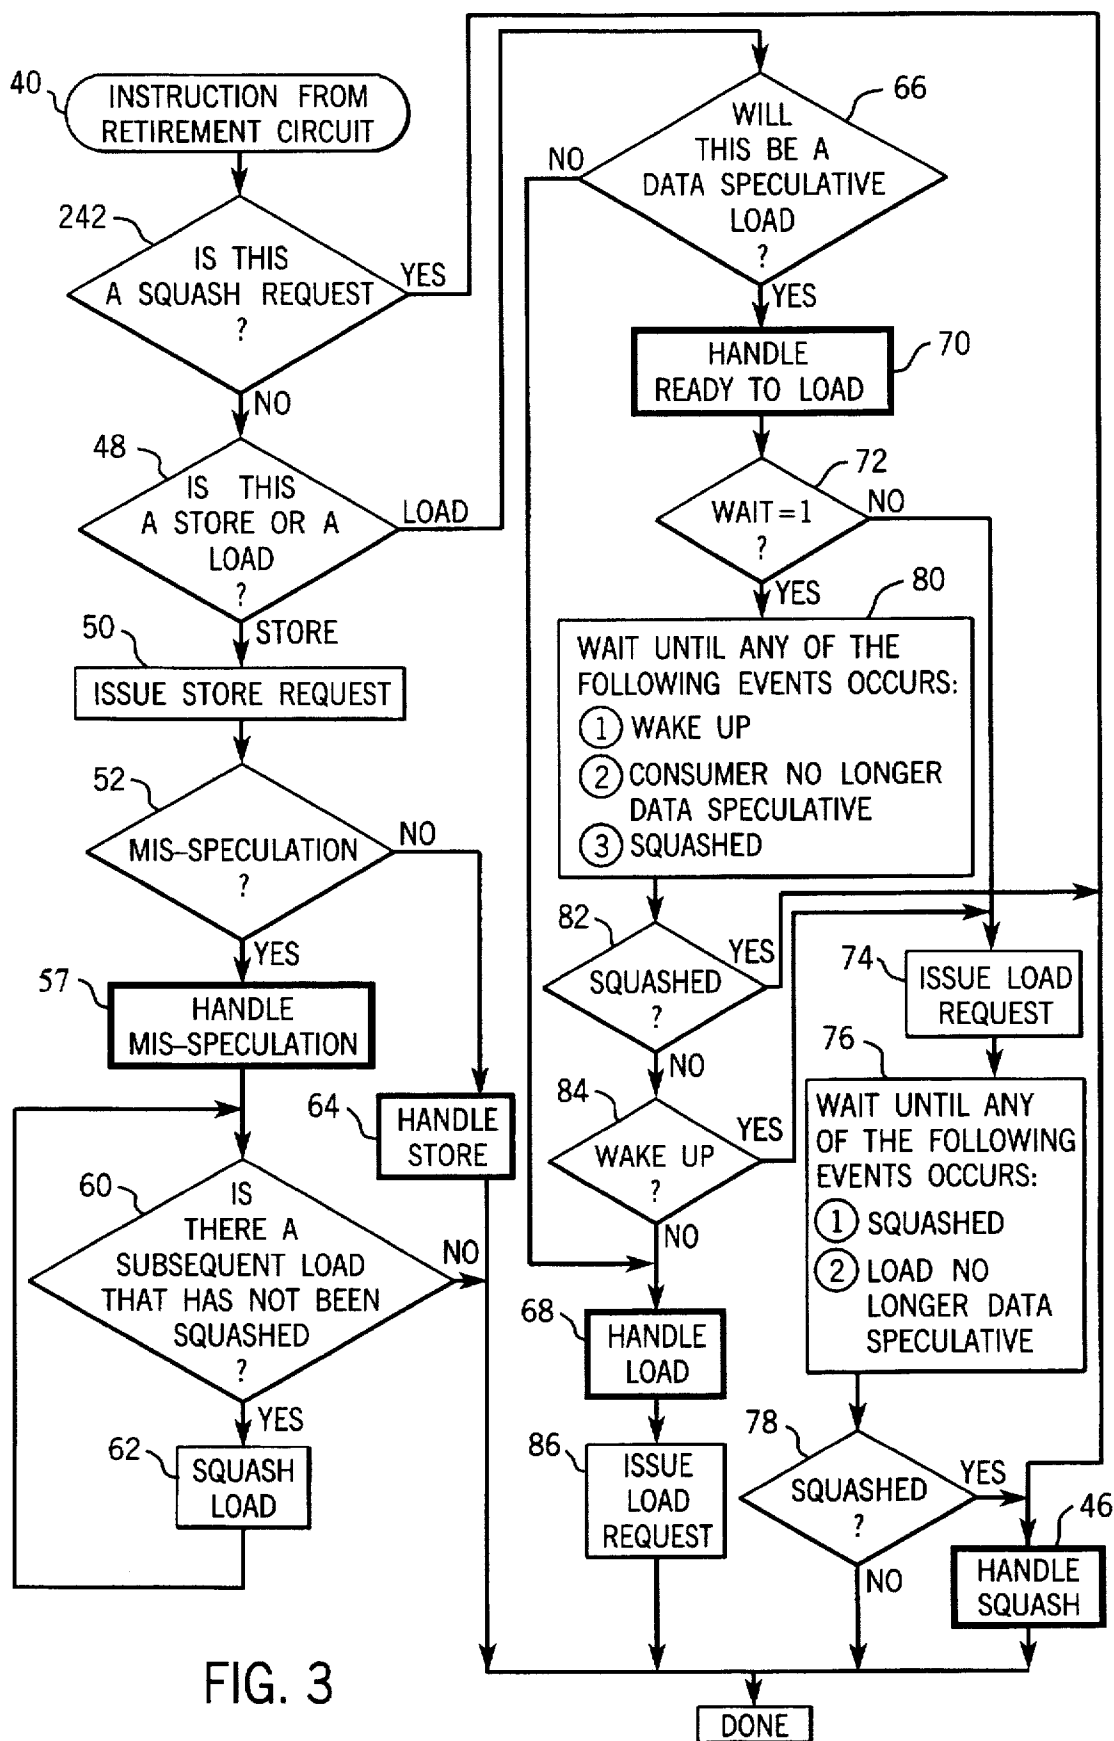 40
INSTRUCTION FROM
RETIREMENT CIRCUIT
242
IS THIS
A SQUASH REQUEST
?
YES
NO
48
IS THIS
A STORE OR A
LOAD
?
LOAD
STORE
50
ISSUE STORE REQUEST
52
MIS-SPECULATION
?
NO
YES
57
HANDLE
MIS-SPECULATION
64
HANDLE
STORE
60
IS
THERE A
SUBSEQUENT LOAD
THAT HAS NOT BEEN
SQUASHED
?
NO
YES
62
SQUASH
LOAD
66
WILL
THIS BE A
DATA SPECULATIVE
LOAD
?
NO
YES
70
HANDLE
READY TO LOAD
72
WAIT=1
?
NO
YES
80
WAIT UNTIL ANY OF THE
FOLLOWING EVENTS OCCURS:
1 WAKE UP
2 CONSUMER NO LONGER
DATA SPECULATIVE
3 SQUASHED
82
SQUASHED
?
YES
NO
84
WAKE UP
?
YES
NO
68
HANDLE
LOAD
86
ISSUE
LOAD
REQUEST
74
ISSUE LOAD
REQUEST
76
WAIT UNTIL ANY
OF THE FOLLOWING
EVENTS OCCURS:
1 SQUASHED
2 LOAD NO
LONGER DATA
SPECULATIVE
78
SQUASHED
?
YES
NO
46
HANDLE
SQUASH
DONE
FIG. 3